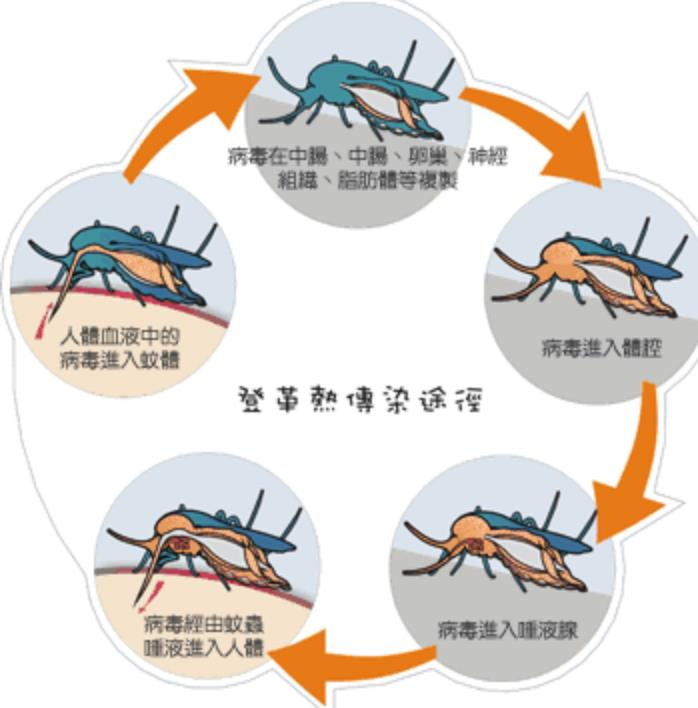 病毒在中腸、中腸、卵巢、神經
組織、脂肪體等複製
人體血液中的
病毒進入蚊體
病毒進入體腔
登革熱傳染途徑
病毒經由蚊蟲
唾液進入人體
病毒進入唾液腺